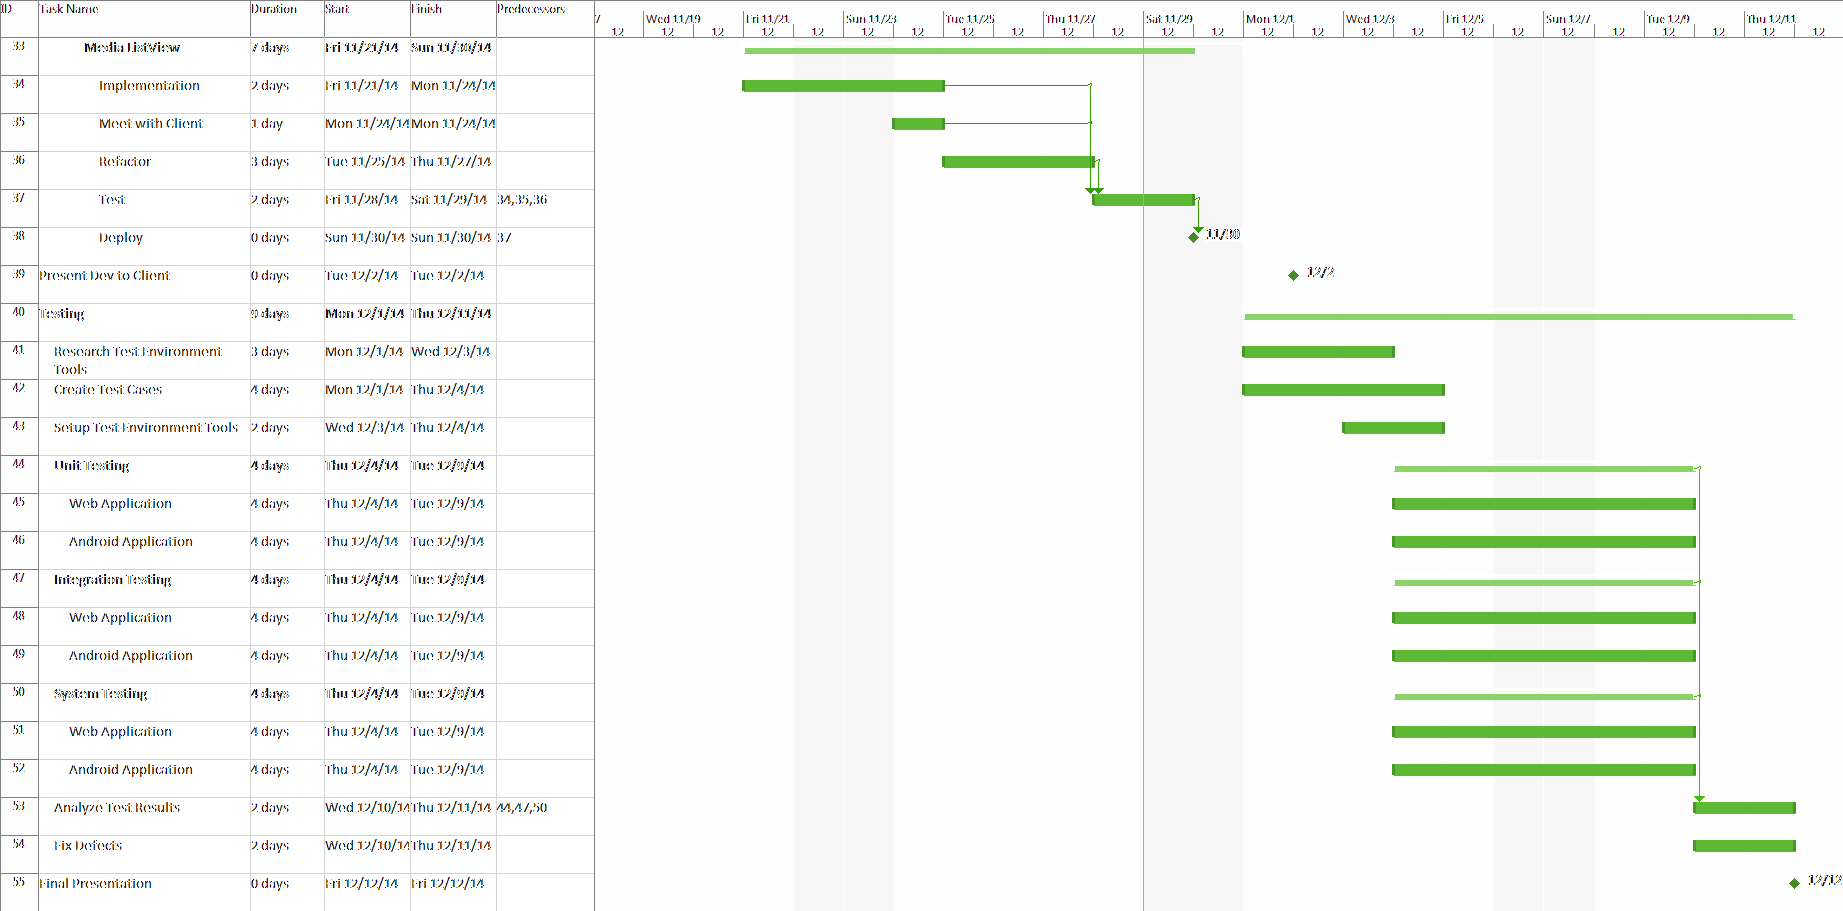 ID Task Name Duration Start Finish Predecessors
7 Wed 11/19 Fri 11/21 Sun 11/23 Tue 11/25 Thu 11/27 Sat 11/29 Mon 12/1 Wed 12/3 Fri 12/5 Sun 12/7 Tue 12/9 Thu 12/11
12 12 12 12 12 12 12 12 12 12 12 12 12 12 12 12 12 12 12 12 12 12 12 12 12
33 Media ListView 7 days Fri 11/21/14 Sun 11/30/14
34 Implementation 2 days Fri 11/21/14 Mon 11/24/14
35 Meet with Client 1 day Mon 11/24/14 Mon 11/24/14
36 Refactor 3 days Tue 11/25/14 Thu 11/27/14
37 Test 2 days Fri 11/28/14 Sat 11/29/14 34,35,36
38 Deploy 0 days Sun 11/30/14 Sun 11/30/14 37 11/30
39 Present Dev to Client 0 days Tue 12/2/14 Tue 12/2/14 12/2
40 Testing 9 days Mon 12/1/14 Thu 12/11/14
41 Research Test Environment 3 days Mon 12/1/14 Wed 12/3/14
Tools
42 Create Test Cases 4 days Mon 12/1/14 Thu 12/4/14
43 Setup Test Environment Tools 2 days Wed 12/3/14 Thu 12/4/14
44 Unit Testing 4 days Thu 12/4/14 Tue 12/9/14
45 Web Application 4 days Thu 12/4/14 Tue 12/9/14
46 Android Application 4 days Thu 12/4/14 Tue 12/9/14
47 Integration Testing 4 days Thu 12/4/14 Tue 12/9/14
48 Web Application 4 days Thu 12/4/14 Tue 12/9/14
49 Android Application 4 days Thu 12/4/14 Tue 12/9/14
50 System Testing 4 days Thu 12/4/14 Tue 12/9/14
51 Web Application 4 days Thu 12/4/14 Tue 12/9/14
52 Android Application 4 days Thu 12/4/14 Tue 12/9/14
53 Analyze Test Results 2 days Wed 12/10/14 Thu 12/11/14 44,47,50
54 Fix Defects 2 days Wed 12/10/14 Thu 12/11/14
55 Final Presentation 0 days Fri 12/12/14 Fri 12/12/14 12/12